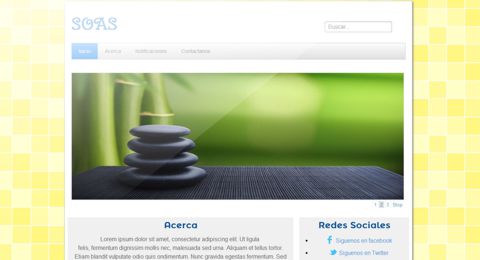 SOAS
Buscar...
Inicio Acerca Notificaciones Contactanos
1 2 3 Stop
Acerca
Lorem ipsum dolor sit amet, consectetur adipiscing elit. Ut ligula
felis, fermentum dignissim mollis nec, malesuada sed urna. Aliquam et tellus tortor.
Etiam blandit vulputate odio quis condimentum. Nunc gravida egestas fermentum. Sed
Redes Sociales
Siguenos en facebook
Siguenos en Twitter